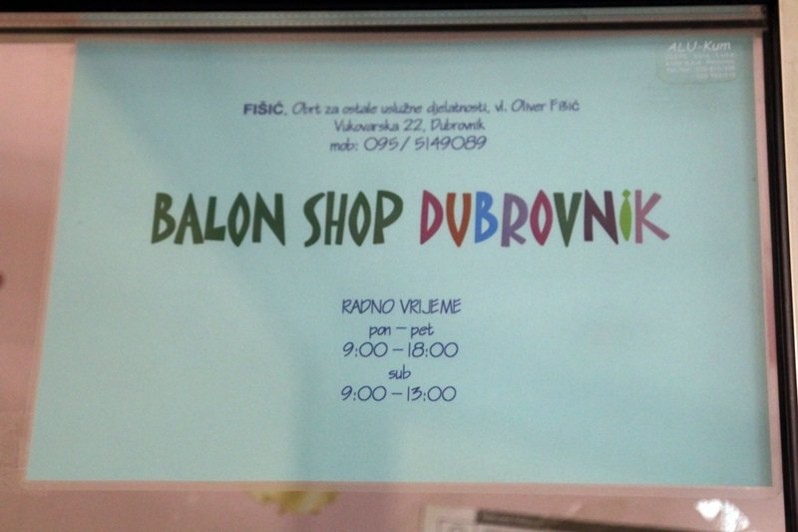 ALU-Kum
FIŠIĆ, Obrt za ostale uslužne djelatnosti, vl. Oliver Fišić
Vukovarska 22, Dubrovnik
mob: 095/ 5149089
BALON SHOP DUBROVNiK
RADNO VRIJEME
pon – pet
9:00 – 18:00
sub
9:00 – 13:00